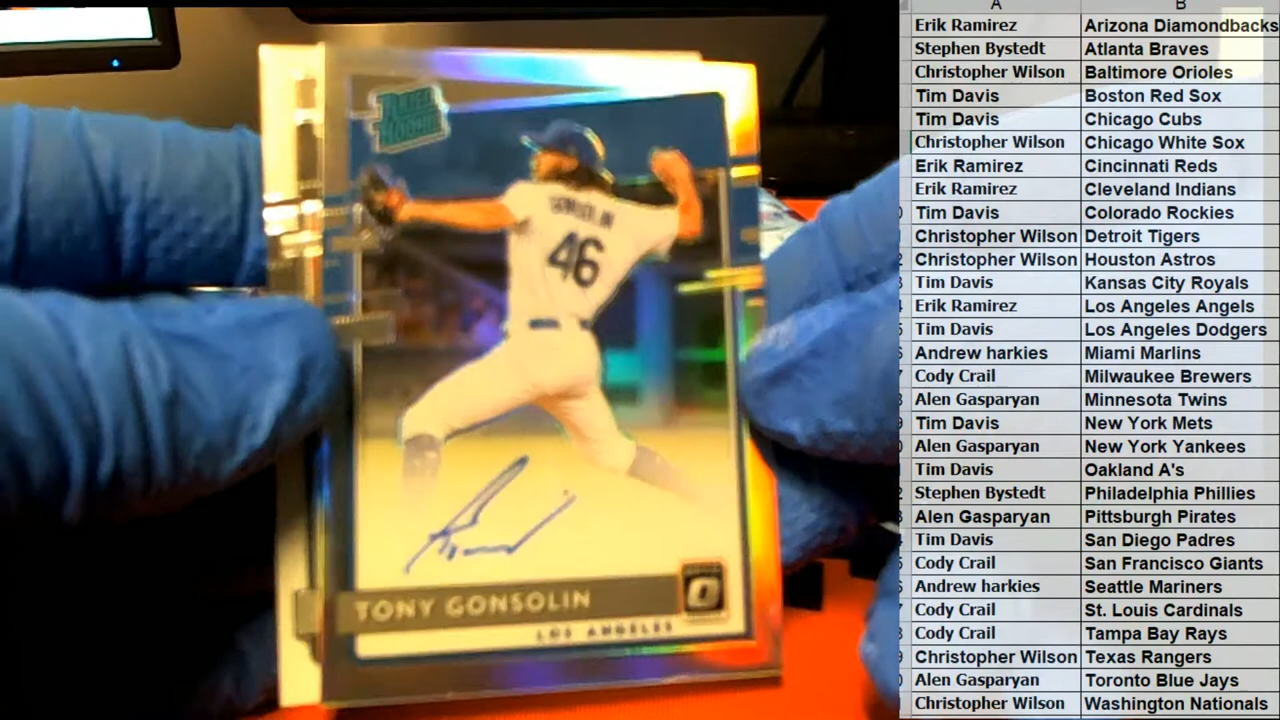 RATED ROOKIE
GONSOLIN
46
TONY GONSOLIN
LOS ANGELES
A B
Erik Ramirez Arizona Diamondbacks
Stephen Bystedt Atlanta Braves
Christopher Wilson Baltimore Orioles
Tim Davis Boston Red Sox
Tim Davis Chicago Cubs
Christopher Wilson Chicago White Sox
Erik Ramirez Cincinnati Reds
Erik Ramirez Cleveland Indians
Tim Davis Colorado Rockies
Christopher Wilson Detroit Tigers
Christopher Wilson Houston Astros
Tim Davis Kansas City Royals
Erik Ramirez Los Angeles Angels
Tim Davis Los Angeles Dodgers
Andrew harkies Miami Marlins
Cody Crail Milwaukee Brewers
Alen Gasparyan Minnesota Twins
Tim Davis New York Mets
Alen Gasparyan New York Yankees
Tim Davis Oakland A's
Stephen Bystedt Philadelphia Phillies
Alen Gasparyan Pittsburgh Pirates
Tim Davis San Diego Padres
Cody Crail San Francisco Giants
Andrew harkies Seattle Mariners
Cody Crail St. Louis Cardinals
Cody Crail Tampa Bay Rays
Christopher Wilson Texas Rangers
Alen Gasparyan Toronto Blue Jays
Christopher Wilson Washington Nationals